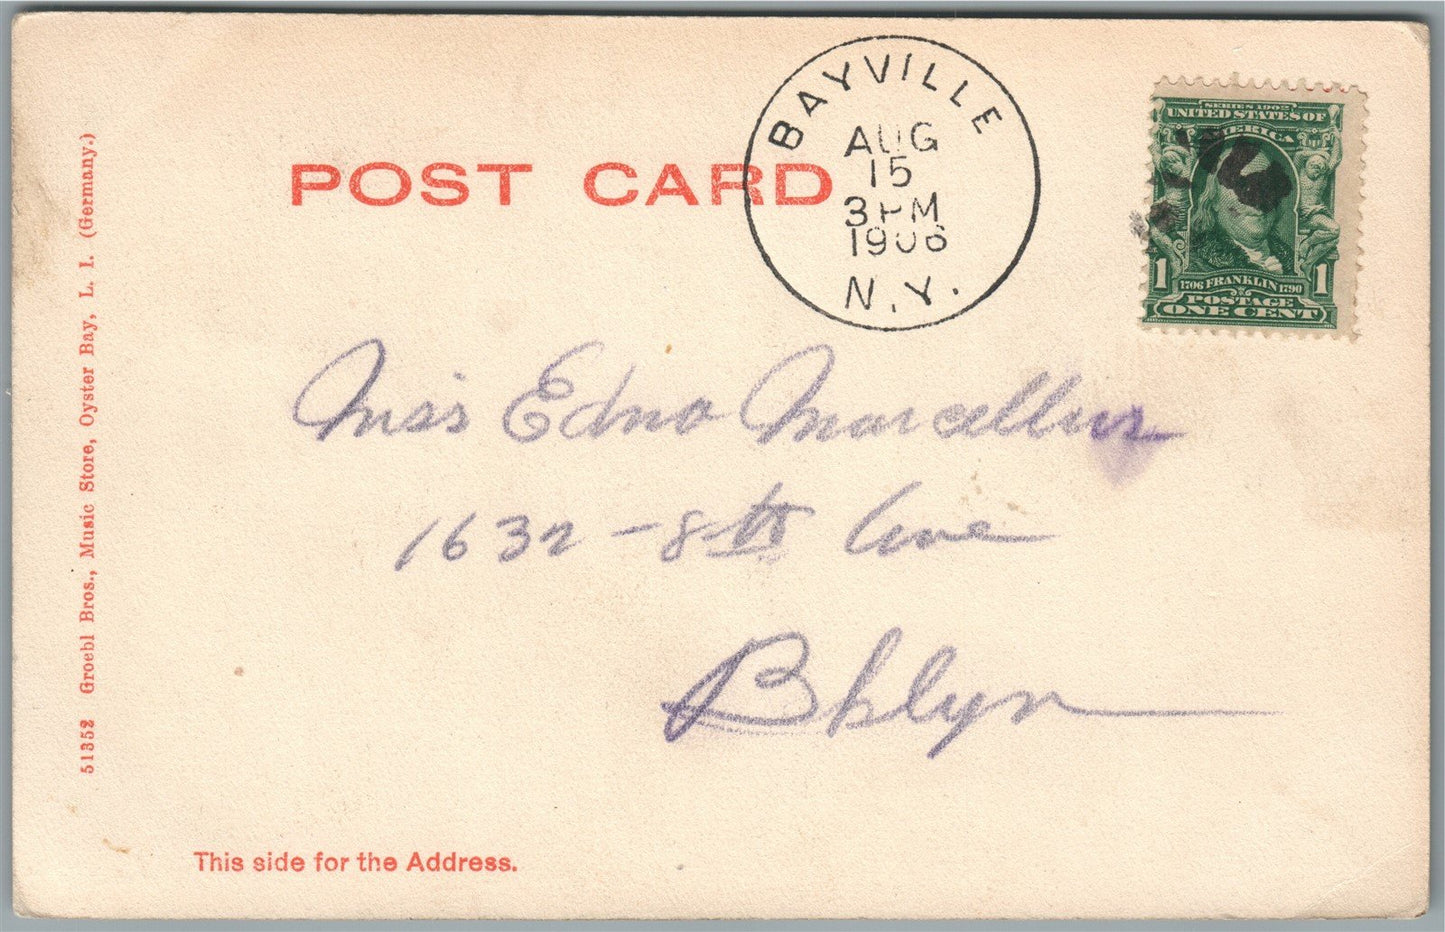 POST CARD
BAYVILLE
AUG
15
3 PM
1906
N.Y.
SERIES 1902
UNITED STATES OF
AMERICA
1 1706 FRANKLIN 1790 1
POSTAGE
ONE CENT
Miss Edna Marcellus
1632 - 8th Ave
Bklyn
51352 Groebl Bros., Music Store, Oyster Bay, L. I. (Germany.)
This side for the Address.